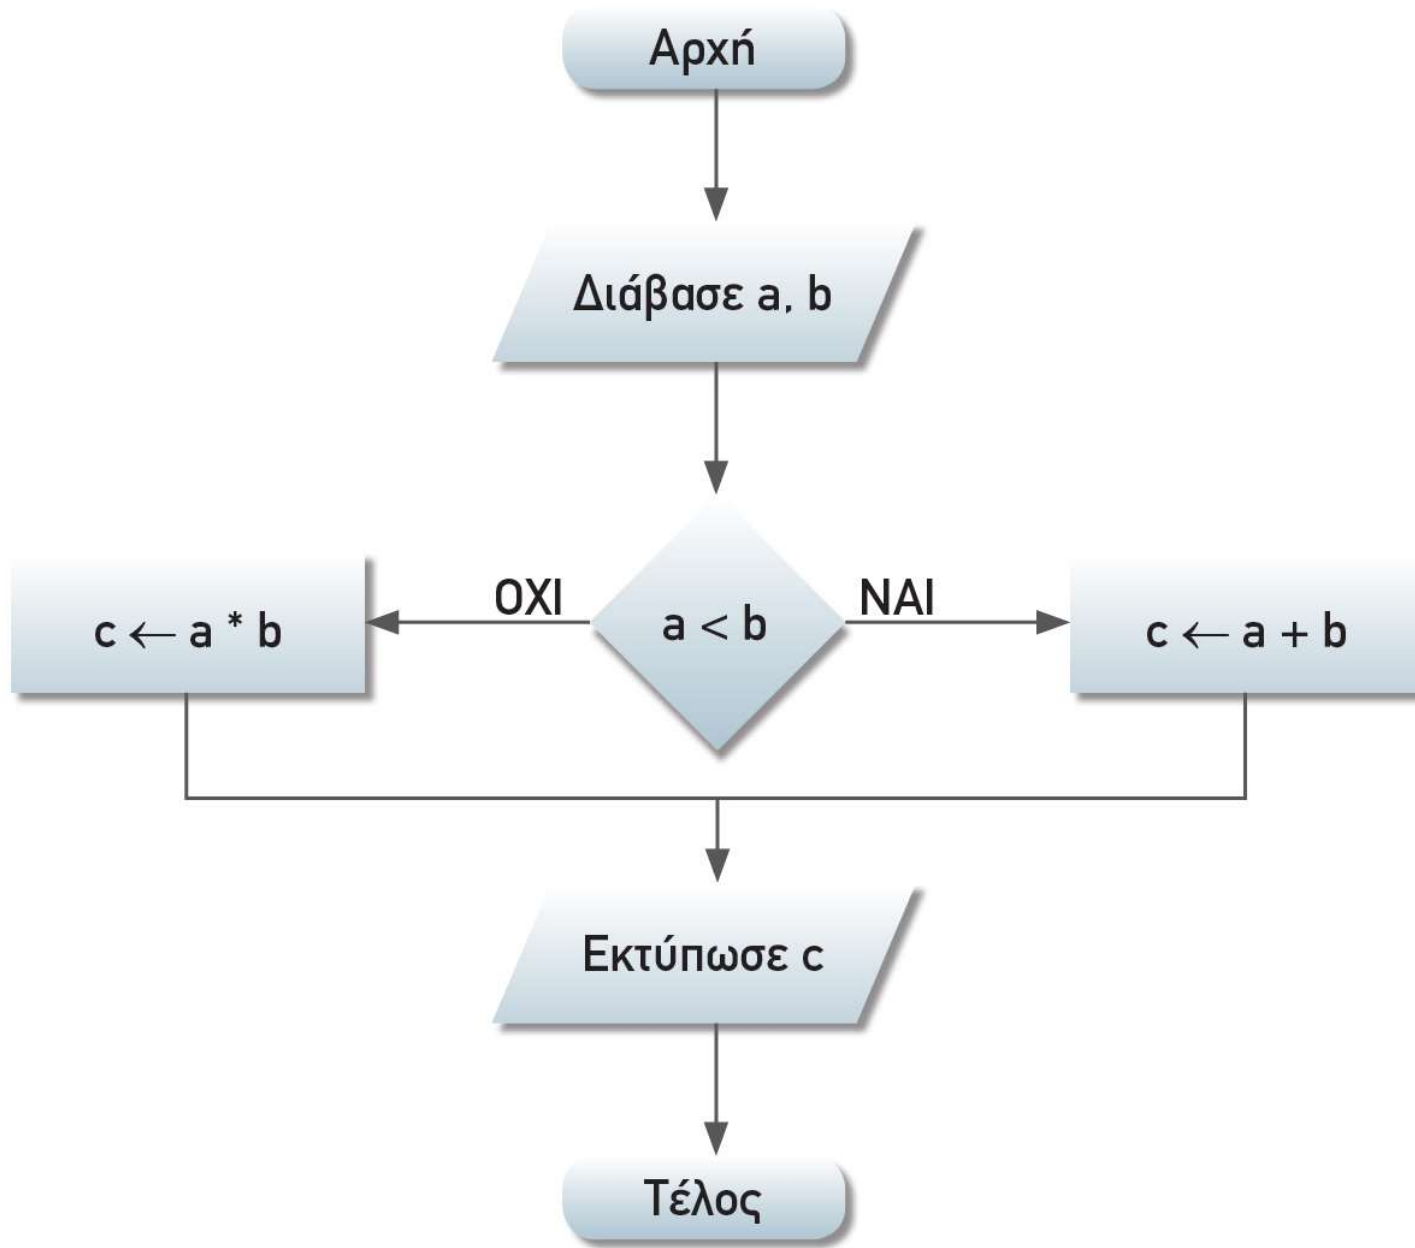 Αρχή
Διάβασε a, b
ΟΧΙ
a < b
ΝΑΙ
c ← a * b
c ← a + b
Εκτύπωσε c
Τέλος